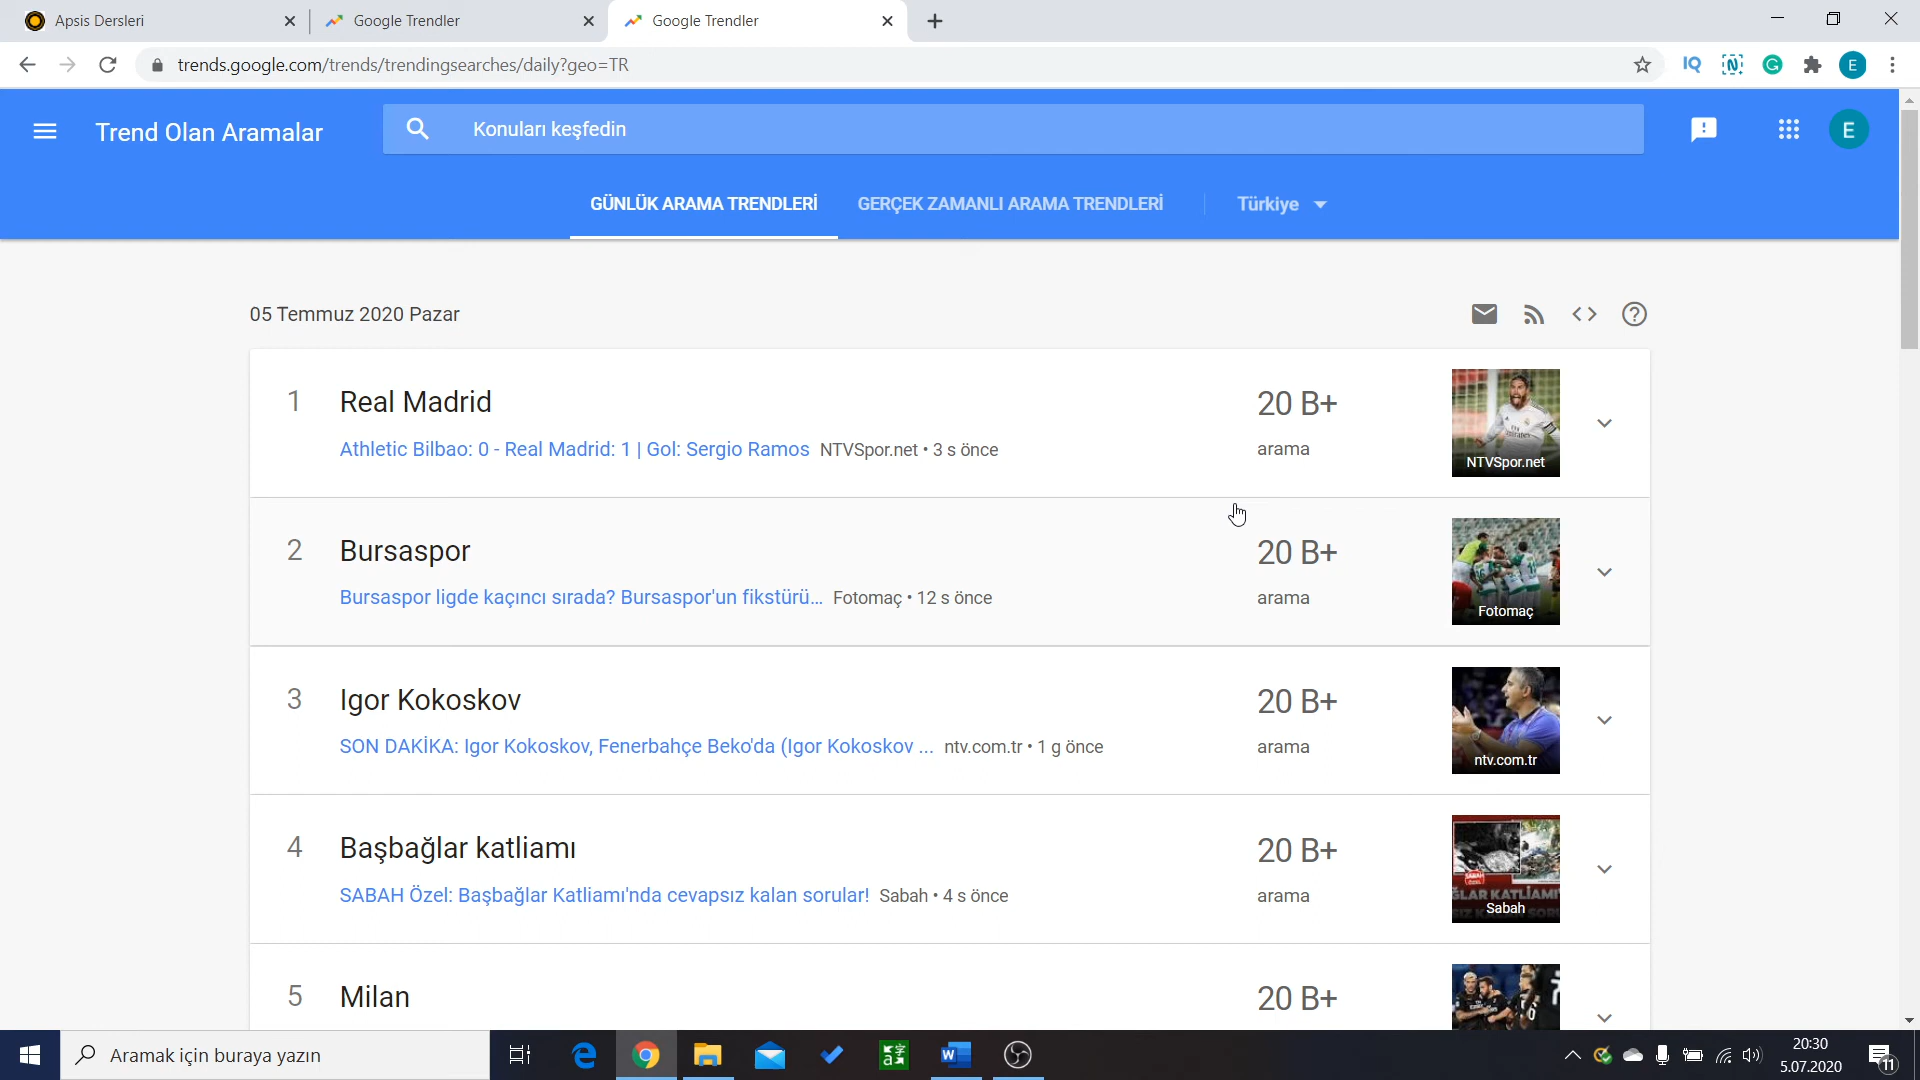 Apsis Dersleri
Google Trendler
Google Trendler
trends.google.com/trends/trendingsearches/daily?geo=TR
IQ
E
Trend Olan Aramalar
Konuları keşfedin
E
GÜNLÜK ARAMA TRENDLERİ
GERÇEK ZAMANLI ARAMA TRENDLERİ
Türkiye
05 Temmuz 2020 Pazar
1 Real Madrid
20 B+
Athletic Bilbao: 0 - Real Madrid: 1 | Gol: Sergio Ramos NTVSpor.net • 3 s önce
arama
NTVSpor.net
2 Bursaspor
20 B+
Bursaspor ligde kaçıncı sırada? Bursaspor'un fikstürü... Fotomaç • 12 s önce
arama
Fotomaç
3 Igor Kokoskov
20 B+
SON DAKİKA: Igor Kokoskov, Fenerbahçe Beko'da (Igor Kokoskov ... ntv.com.tr • 1 g önce
arama
ntv.com.tr
4 Başbağlar katliamı
20 B+
SABAH Özel: Başbağlar Katliamı'nda cevapsız kalan sorular! Sabah • 4 s önce
arama
Sabah
5 Milan
20 B+
Aramak için buraya yazın
20:30
5.07.2020
11